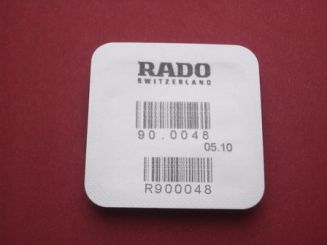 RADO
SWITZERLAND
90.0048
05.10
R900048